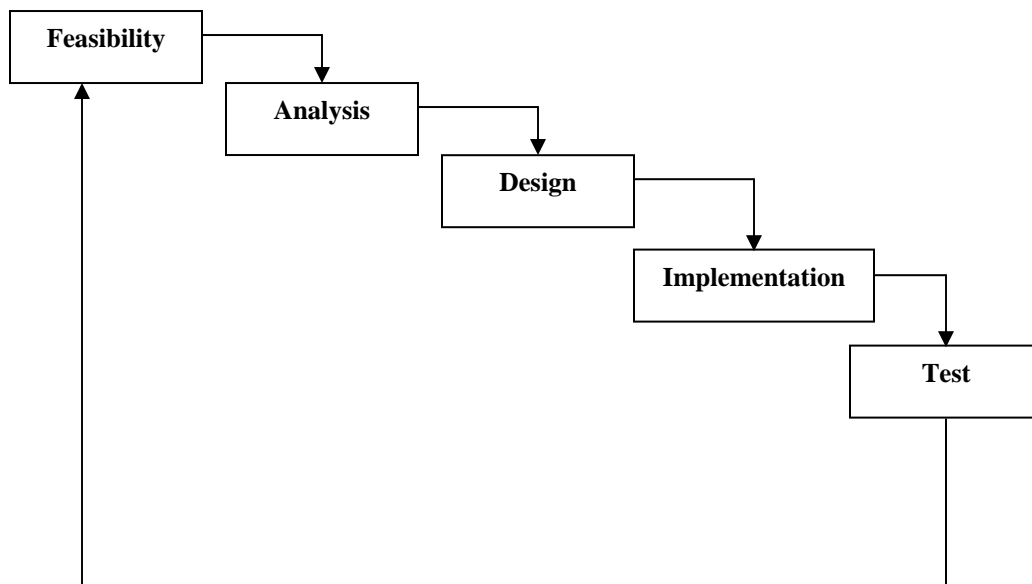 Feasibility
Analysis
Design
Implementation
Test